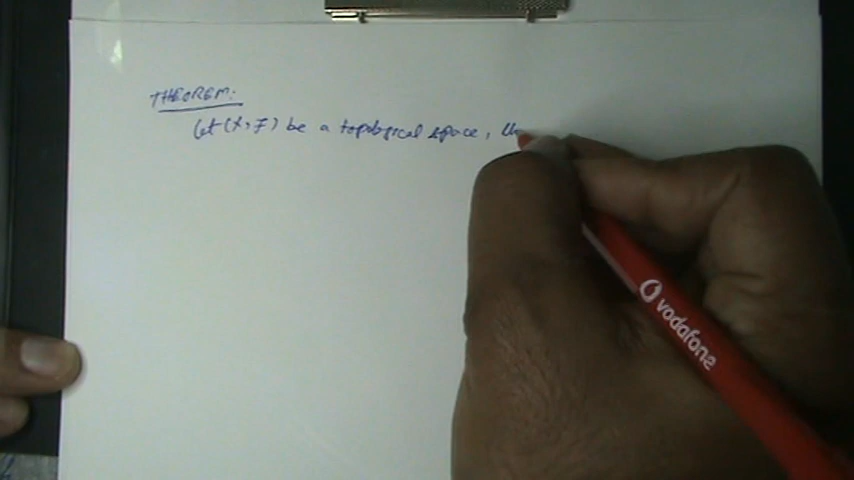 THEOREM:
Let (X, T) be a topological space,
vodafone